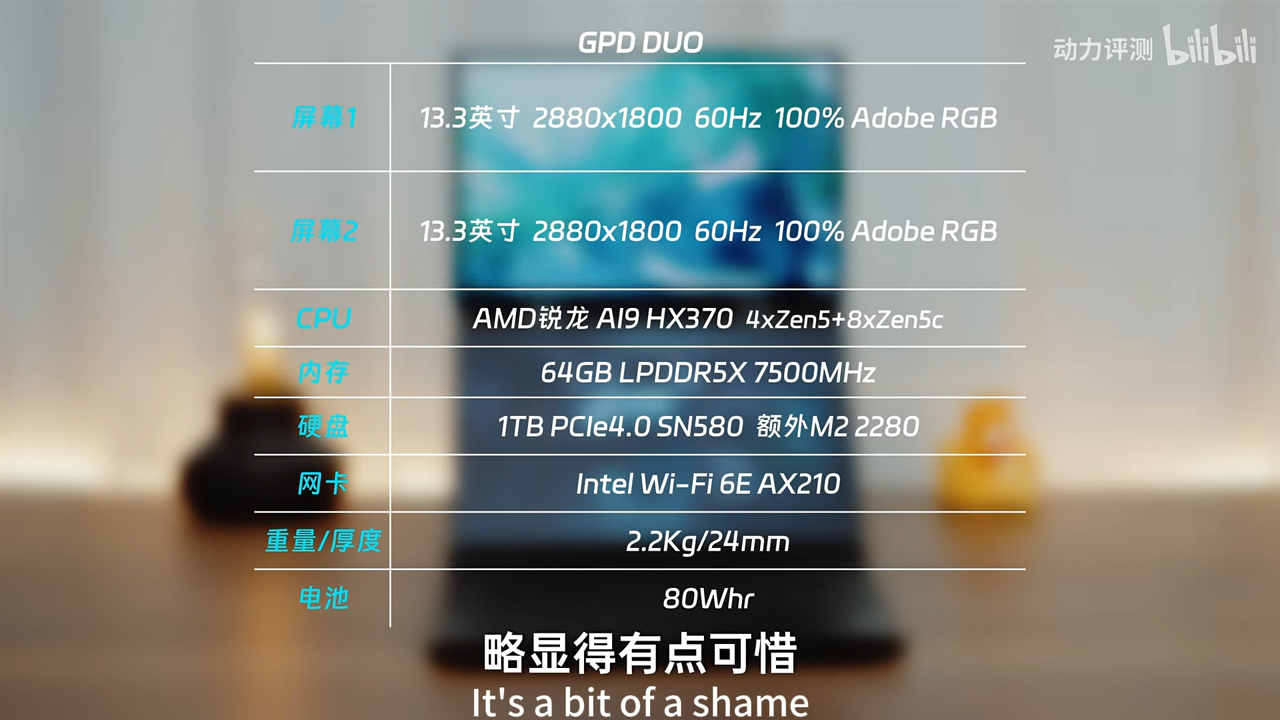 GPD DUO
动力评测 bilibili
屏幕1 13.3英寸 2880x1800 60Hz 100% Adobe RGB
屏幕2 13.3英寸 2880x1800 60Hz 100% Adobe RGB
CPU AMD锐龙 AI9 HX370 4xZen5+8xZen5c
内存 64GB LPDDR5X 7500MHz
硬盘 1TB PCIe4.0 SN580 额外M2 2280
网卡 Intel Wi-Fi 6E AX210
重量/厚度 2.2Kg/24mm
电池 80Whr
略显得有点可惜
It's a bit of a shame